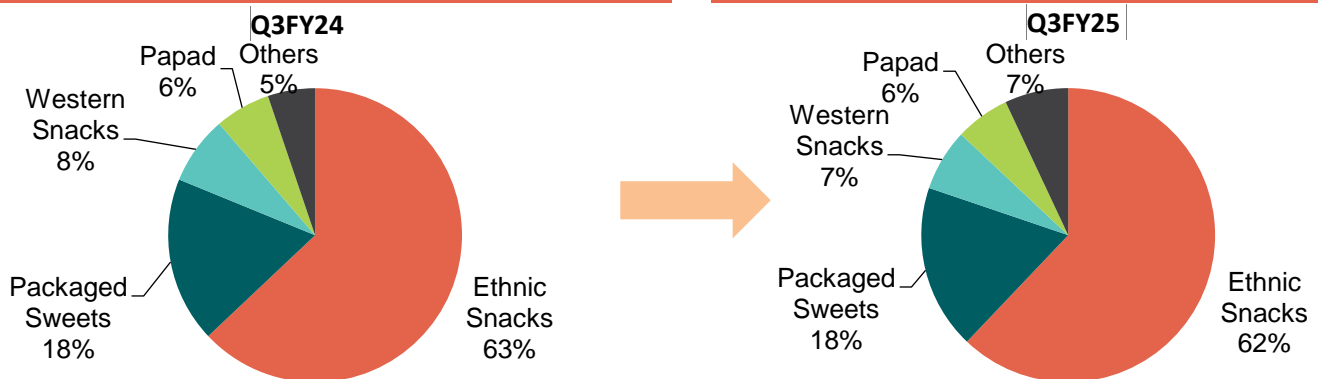 Q3FY24
Others
5%
Papad
6%
Western
Snacks
8%
Packaged
Sweets
18%
Ethnic
Snacks
63%
Q3FY25
Others
7%
Papad
6%
Western
Snacks
7%
Packaged
Sweets
18%
Ethnic
Snacks
62%